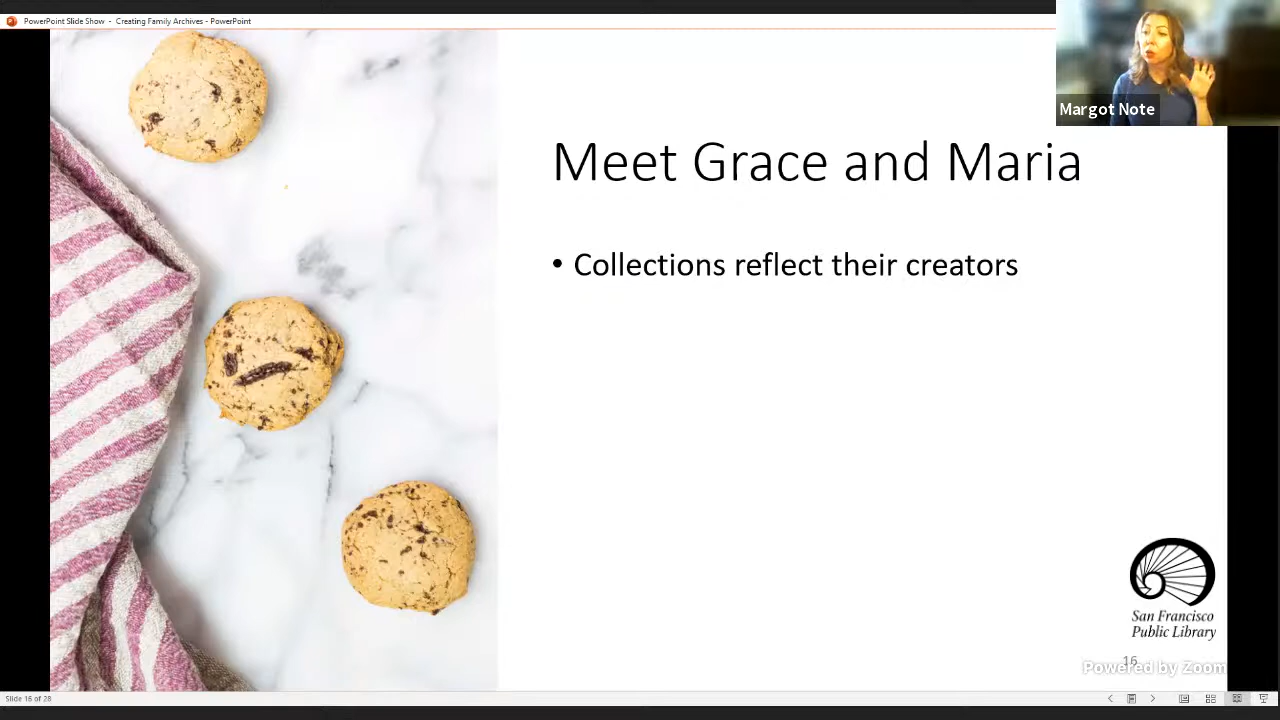 PowerPoint Slide Show - Creating Family Archives - PowerPoint
Margot Note
Meet Grace and Maria
• Collections reflect their creators
San Francisco
Public Library
16
Powered by Zoom
Slide 16 of 28